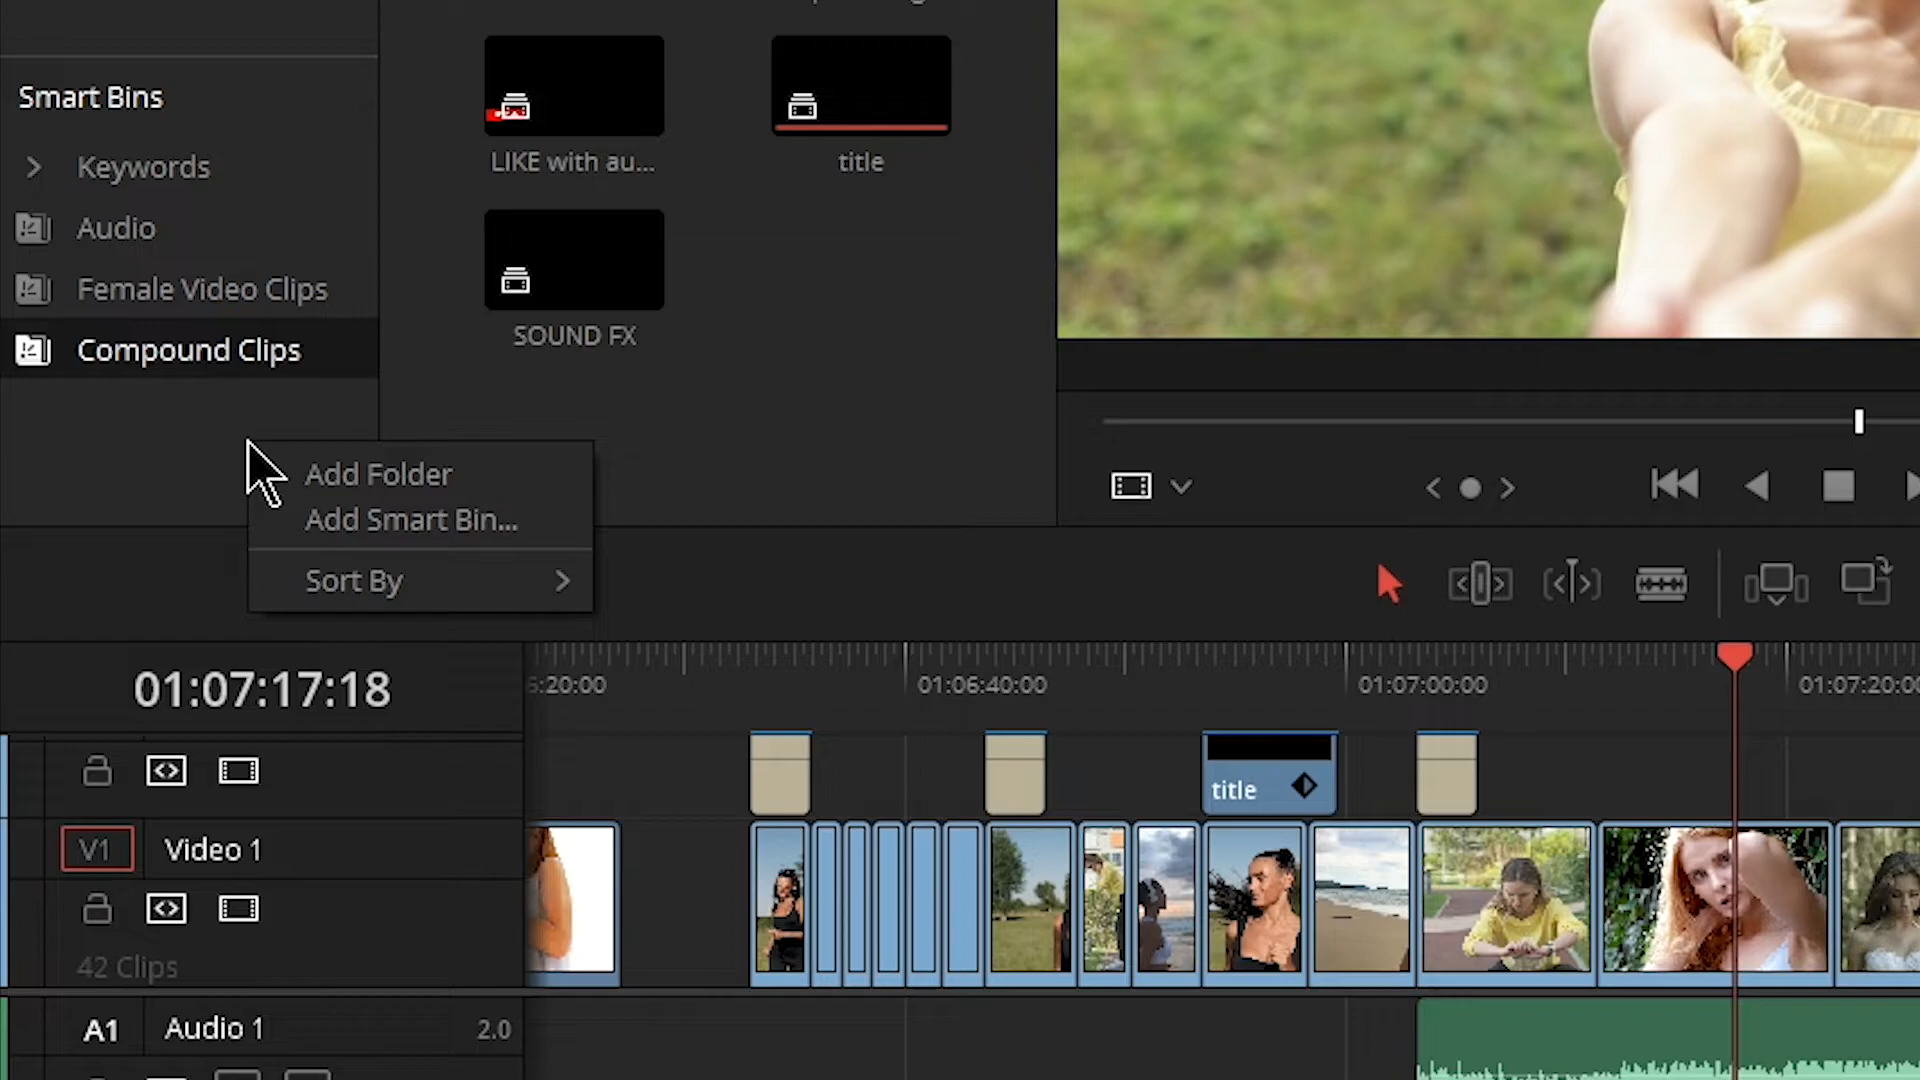 Smart Bins
Keywords
Audio
Female Video Clips
Compound Clips
LIKE with au...
title
SOUND FX
Add Folder
Add Smart Bin...
Sort By
01:07:17:18
6:20:00
01:06:40:00
01:07:00:00
01:07:20:00
title
V1
Video 1
42 Clips
A1
Audio 1
2.0